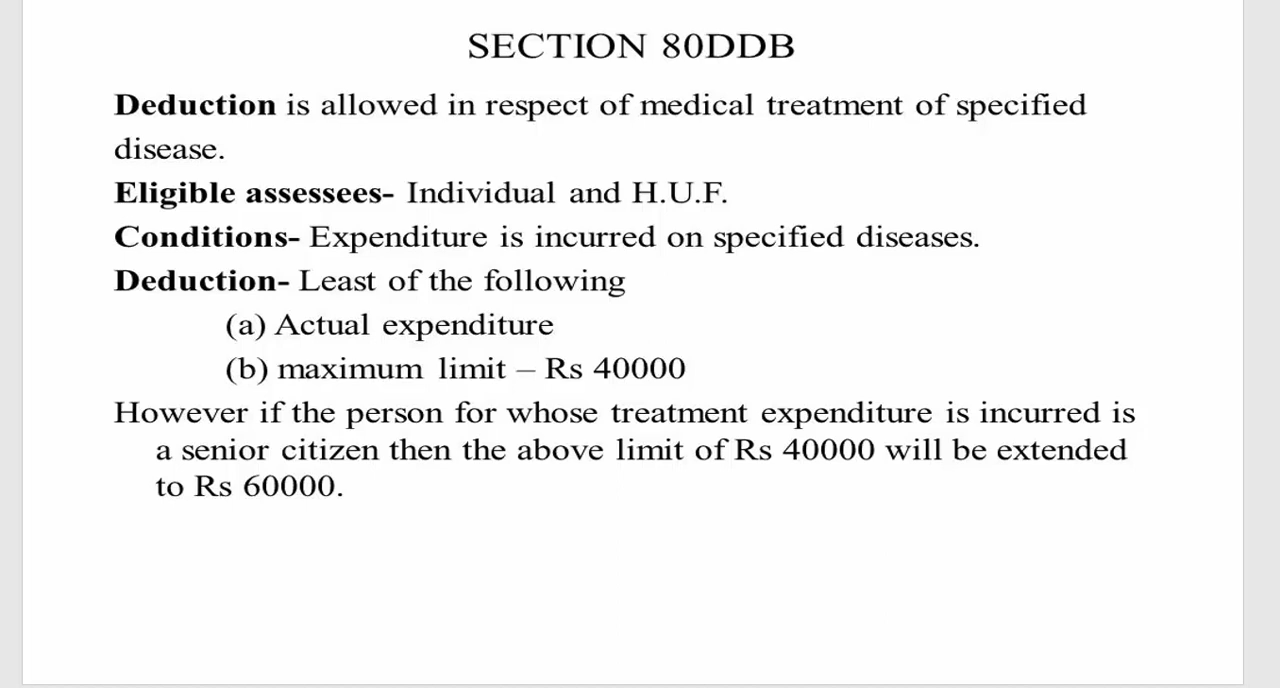 SECTION 80DDB
Deduction is allowed in respect of medical treatment of specified
disease.
Eligible assessees- Individual and H.U.F.
Conditions- Expenditure is incurred on specified diseases.
Deduction- Least of the following
(a) Actual expenditure
(b) maximum limit – Rs 40000
However if the person for whose treatment expenditure is incurred is
a senior citizen then the above limit of Rs 40000 will be extended
to Rs 60000.